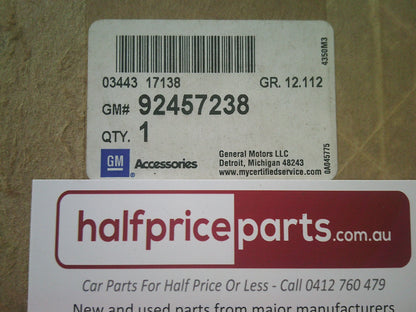 4350M3
03443 17138 GR. 12.112
GM# 92457238
QTY. 1
GM Accessories
General Motors LLC
Detroit, Michigan 48243
www.mycertifiedservice.com
0A045775
halfpriceparts.com.au
Car Parts For Half Price Or Less - Call 0412 760 479
New and used parts from major manufacturers